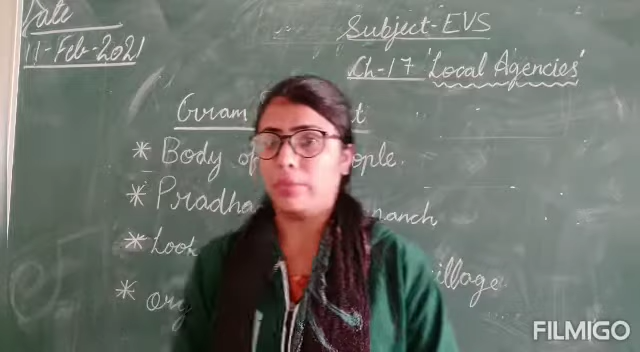 Date
11-Feb-2021
Subject-EVS
Ch-17 'Local Agencies'
Gram
* Body of ople.
* Pradha anch
* Look
illage
* Org
FILMIGO